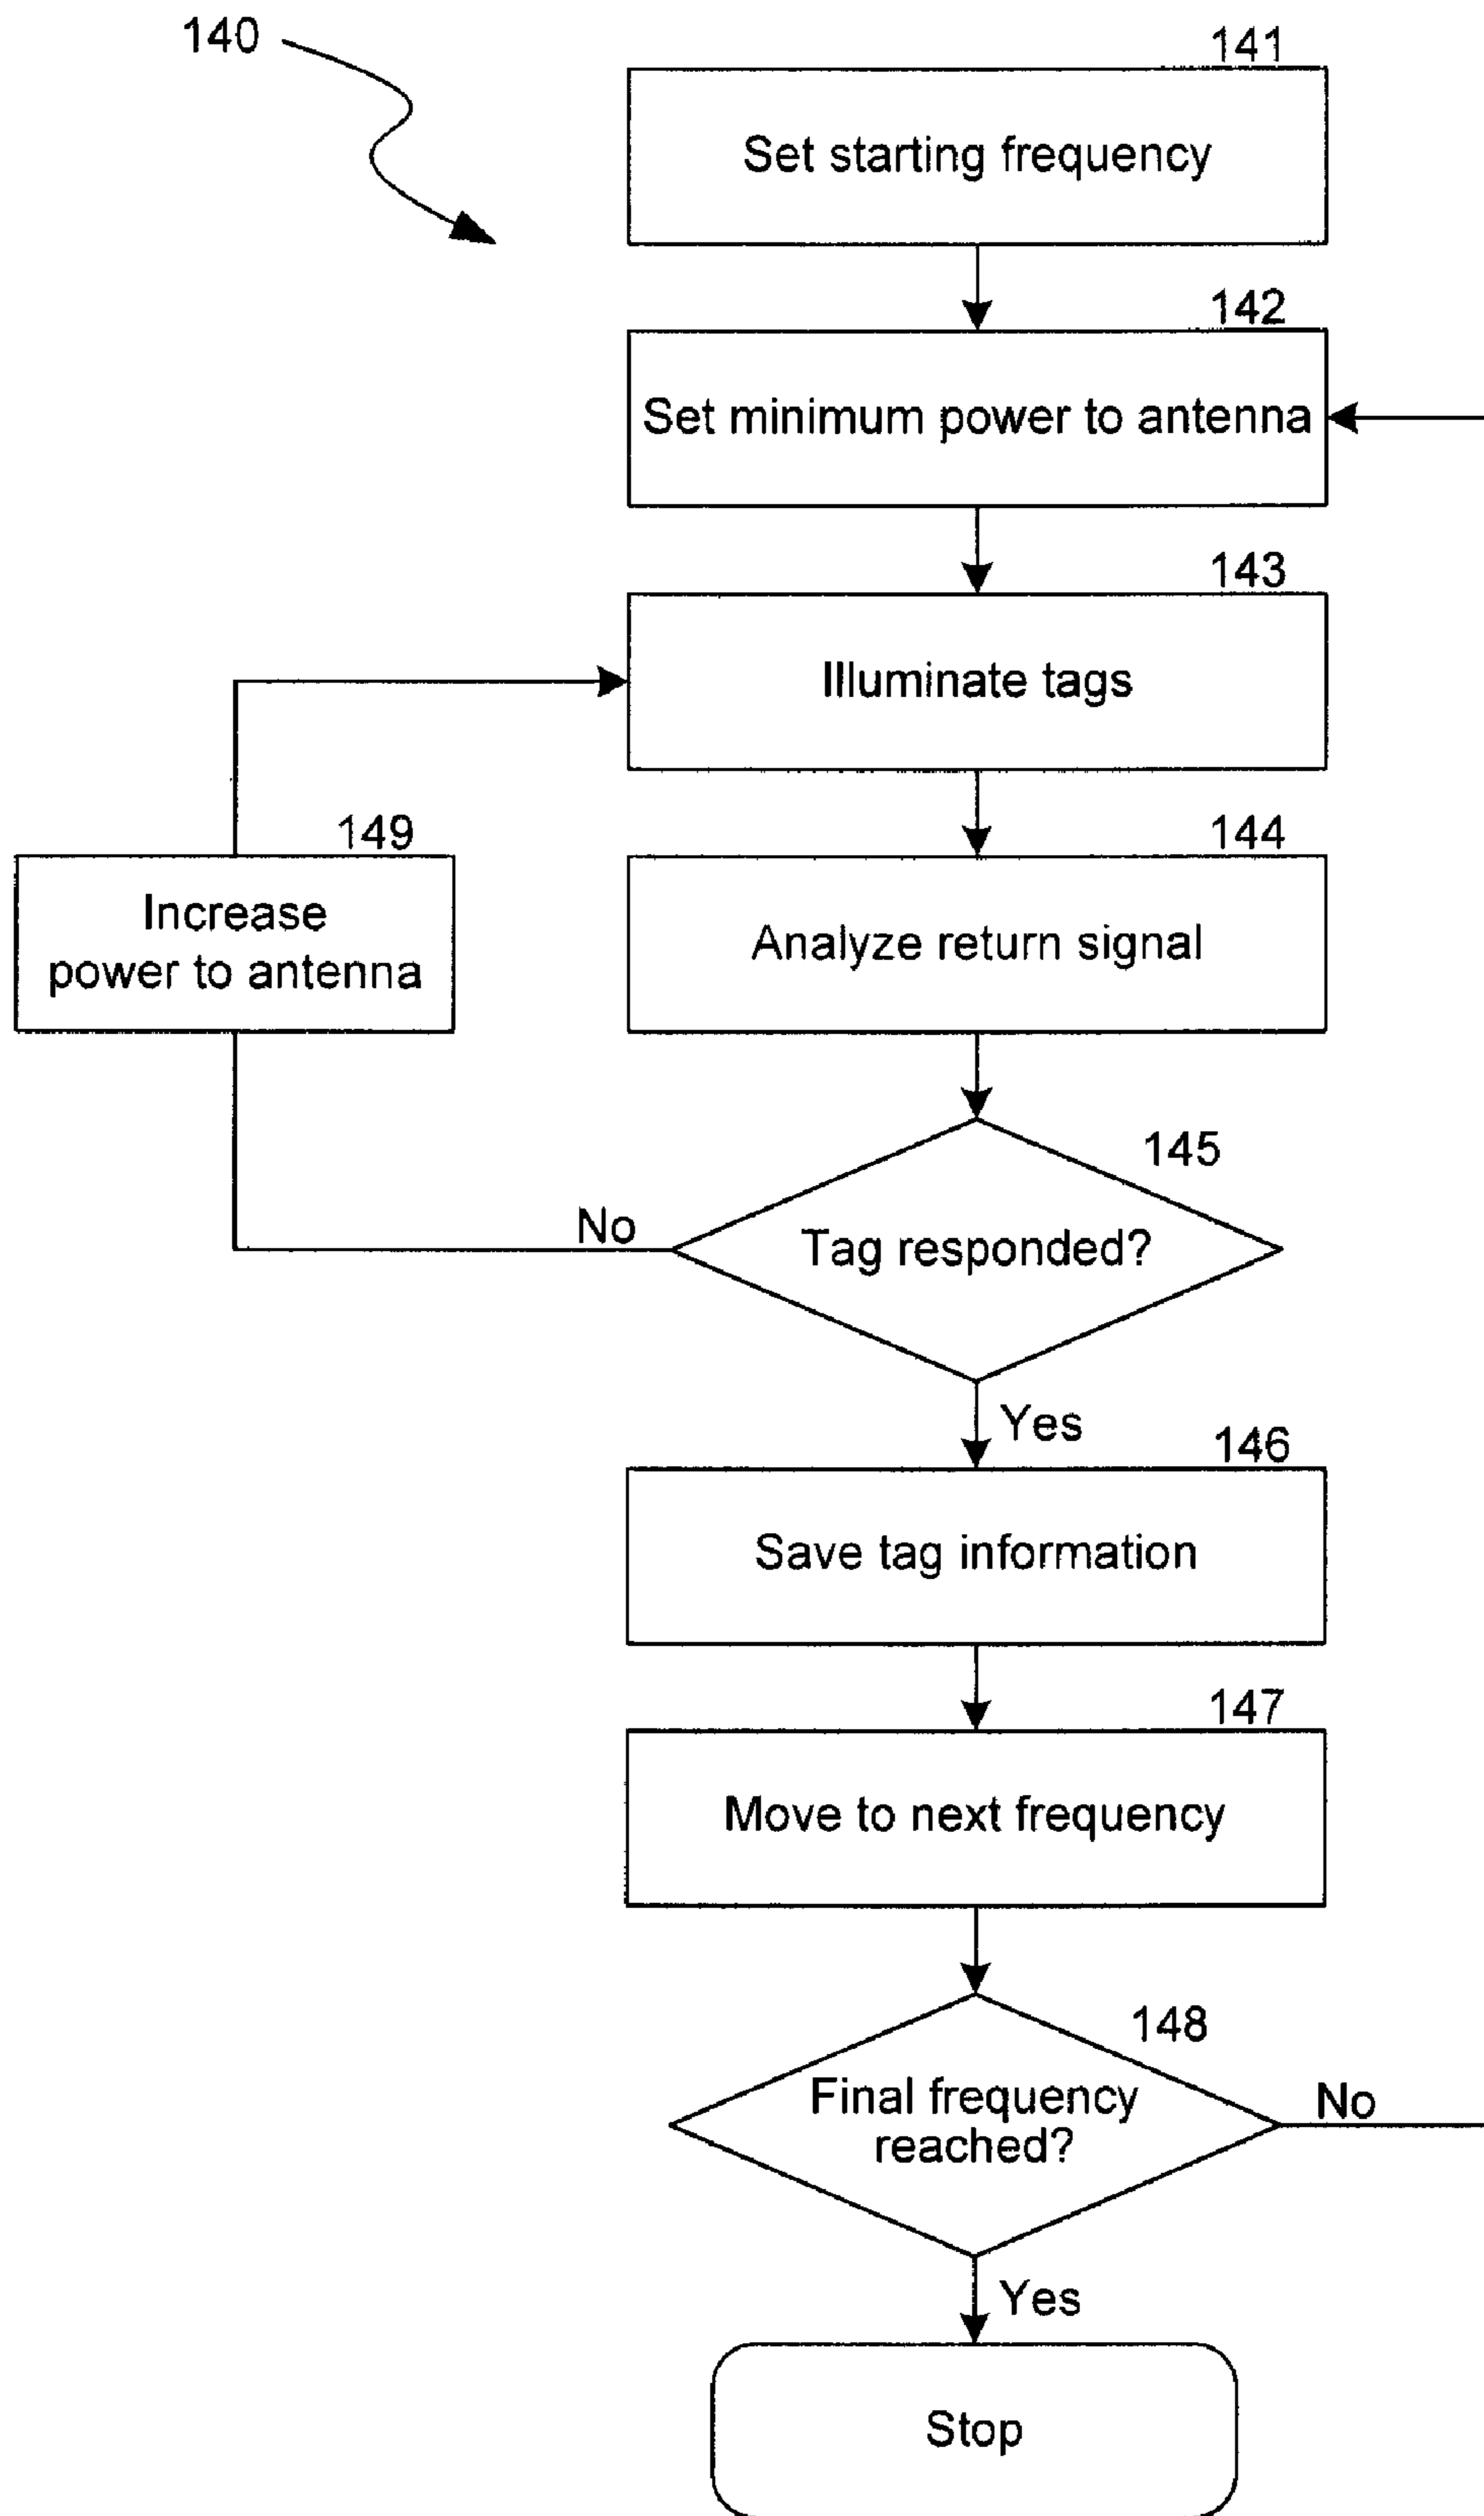 140
141
Set starting frequency
142
Set minimum power to antenna
143
Illuminate tags
149
Increase
power to antenna
144
Analyze return signal
145
No
Tag responded?
Yes
146
Save tag information
147
Move to next frequency
148
Final frequency
reached?
No
Yes
Stop